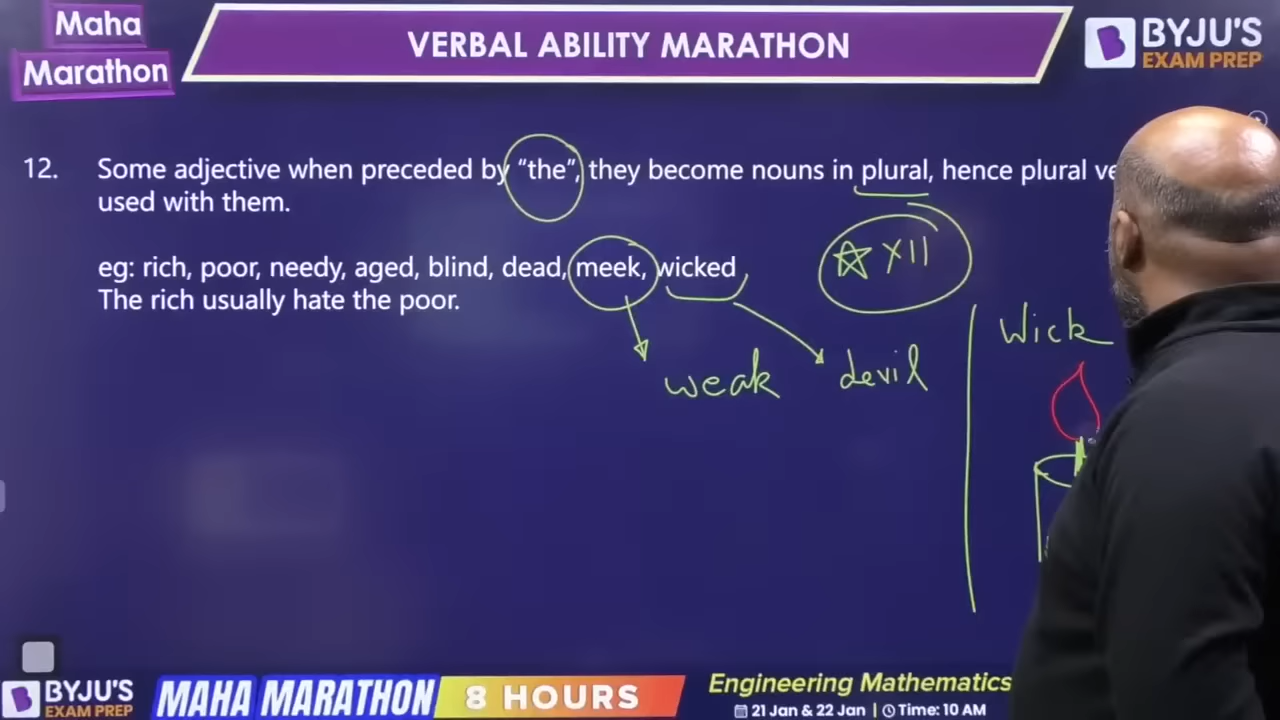 Maha
Marathon
VERBAL ABILITY MARATHON
BYJU'S
EXAM PREP
12. Some adjective when preceded by “the”, they become nouns in plural, hence plural ve
used with them.
☆ XII
eg: rich, poor, needy, aged, blind, dead, meek, wicked
The rich usually hate the poor.
Wick
weak
devil
BYJU'S
EXAM PREP
MAHA MARATHON
8 HOURS
Engineering Mathematics
21 Jan & 22 Jan | Time: 10 AM